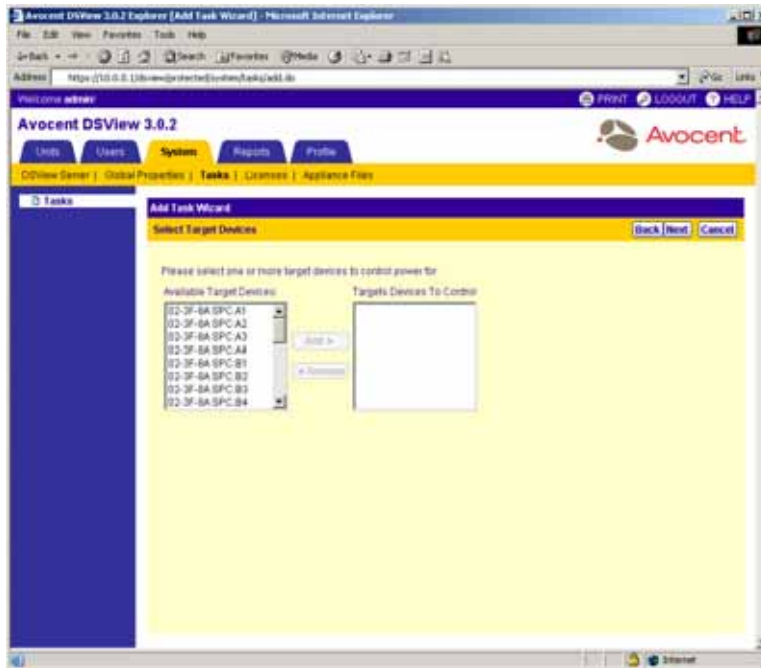 Avocent DSView 3.0.2 Explorer [Add Task Wizard] - Microsoft Internet Explorer
File Edit View Favorites Tools Help
Back Search Favorites Media
Address Go Links
Welcome admin PRINT LOGOUT HELP
Avocent DSView 3.0.2
Avocent
Units Users System Reports Profile
DSView Server | Global Properties | Tasks | Licenses | Appliance Files
Tasks
Add Task Wizard
Select Target Devices Back Next Cancel
Please select one or more target devices to control power for
Available Target Devices: Targets Devices To Control
02-3F-8A SPC.A1
02-3F-8A SPC.A2
02-3F-8A SPC.A3
02-3F-8A SPC.A4
02-3F-8A SPC.B1
02-3F-8A SPC.B2
02-3F-8A SPC.B3
02-3F-8A SPC.B4
Add >
< Remove
Internet